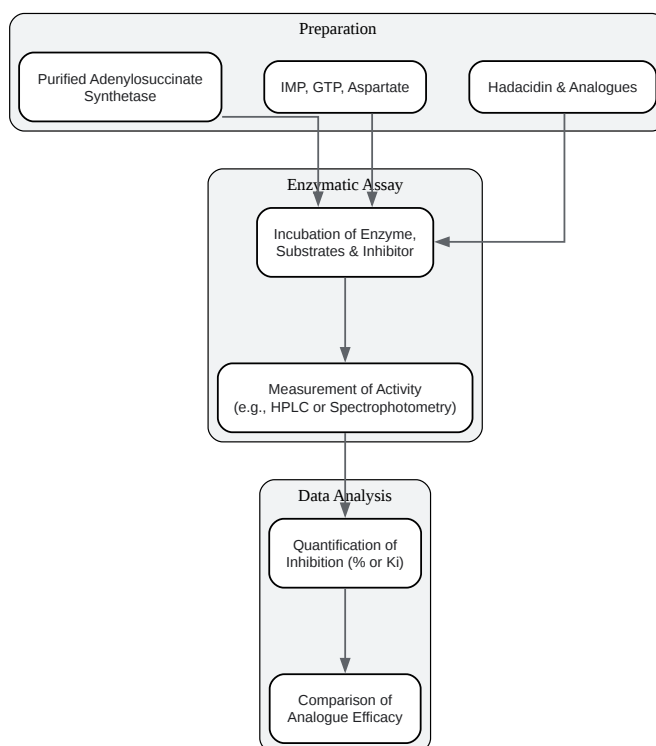 Preparation
Purified Adenylosuccinate
Synthetase
IMP, GTP, Aspartate
Hadacidin & Analogues
Enzymatic Assay
Incubation of Enzyme,
Substrates & Inhibitor
Measurement of Activity
(e.g., HPLC or Spectrophotometry)
Data Analysis
Quantification of
Inhibition (% or Ki)
Comparison of
Analogue Efficacy